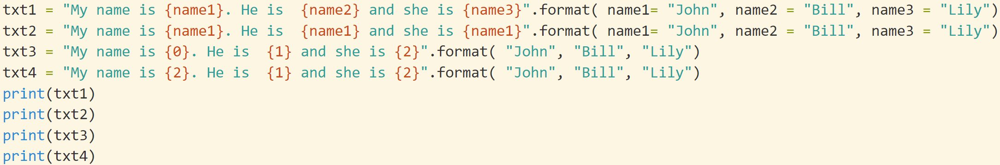 txt1 = "My name is {name1}. He is  {name2} and she is {name3}".format( name1= "John", name2 = "Bill", name3 = "Lily")
txt2 = "My name is {name1}. He is  {name1} and she is {name1}".format( name1= "John", name2 = "Bill", name3 = "Lily")
txt3 = "My name is {0}. He is  {1} and she is {2}".format( "John", "Bill", "Lily")
txt4 = "My name is {2}. He is  {1} and she is {2}".format( "John", "Bill", "Lily")
print(txt1)
print(txt2)
print(txt3)
print(txt4)